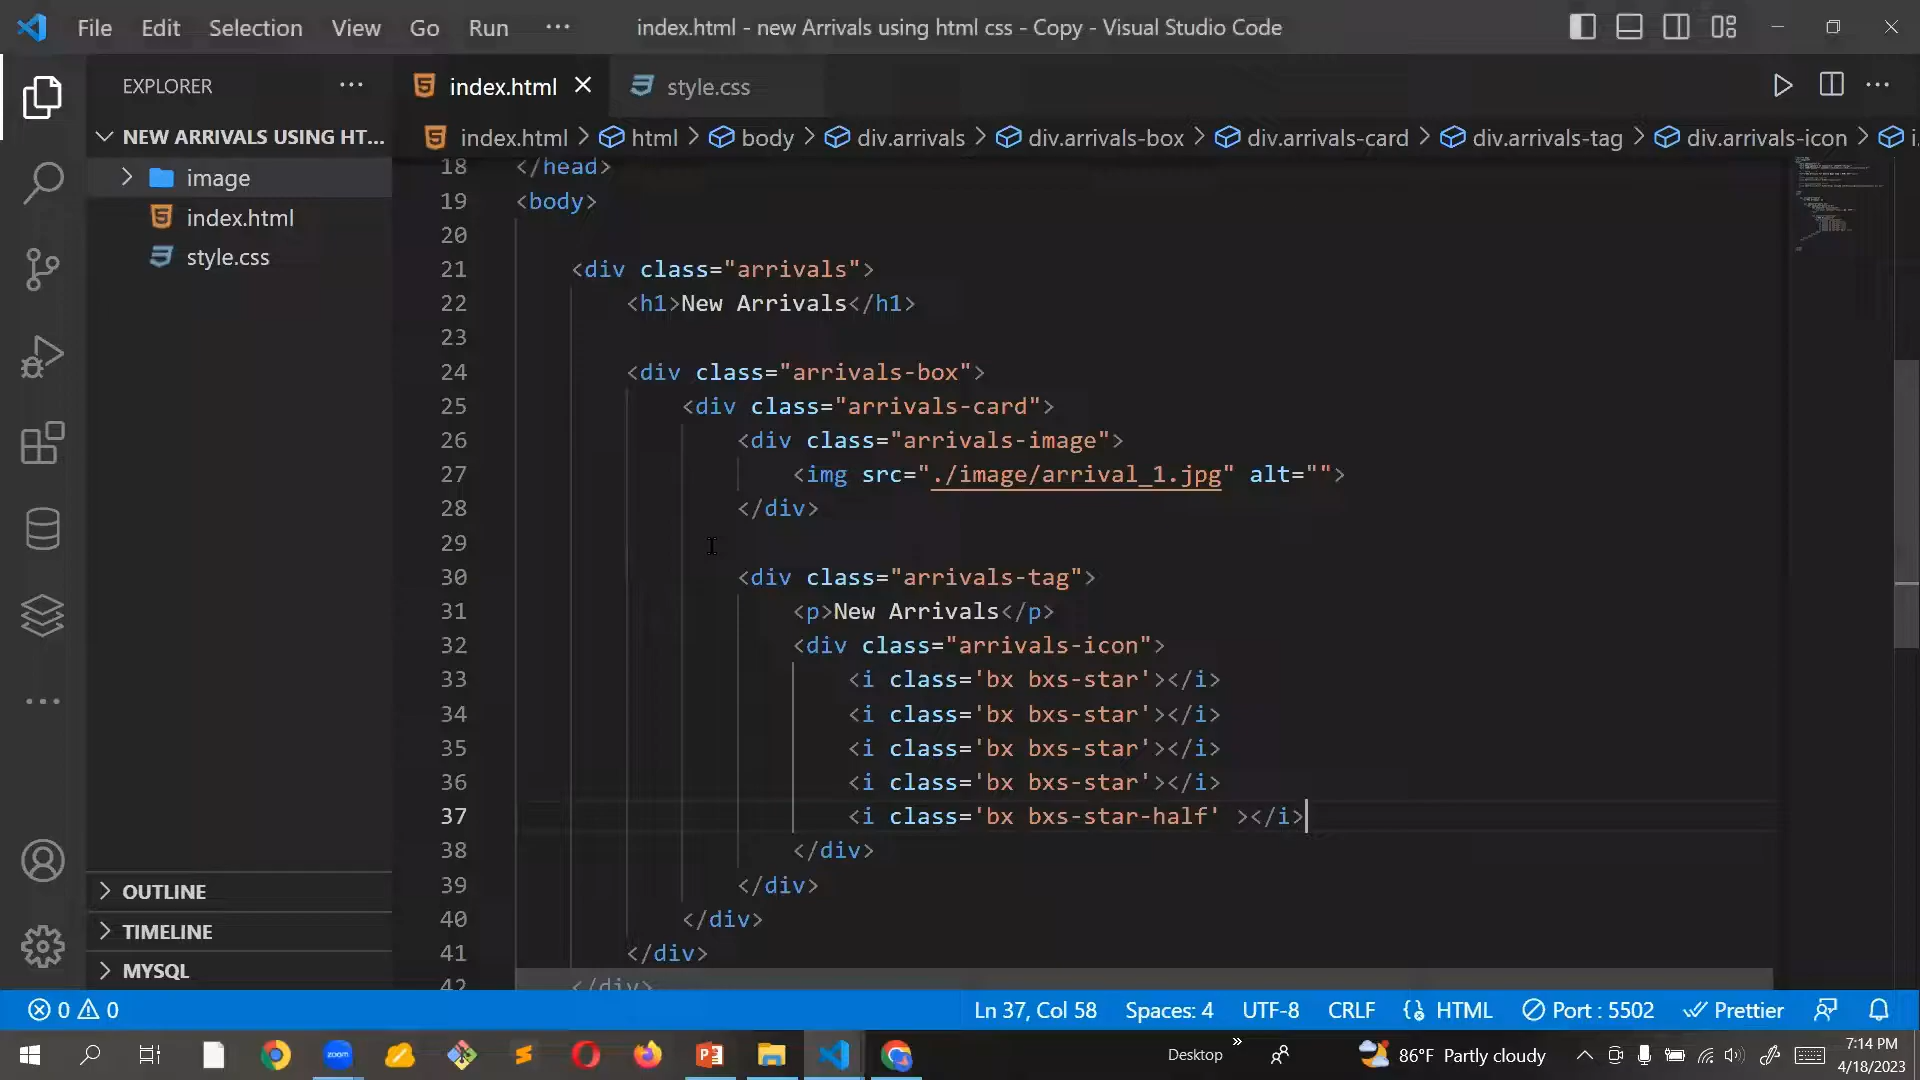 File Edit Selection View Go Run ··· index.html - new Arrivals using html css - Copy - Visual Studio Code
EXPLORER ···
index.html
style.css
NEW ARRIVALS USING HT...
index.html > html > body > div.arrivals > div.arrivals-box > div.arrivals-card > div.arrivals-tag > div.arrivals-icon > i.
image
index.html
style.css
18 </head>
19 <body>
20
21 <div class="arrivals">
22 <h1>New Arrivals</h1>
23
24 <div class="arrivals-box">
25 <div class="arrivals-card">
26 <div class="arrivals-image">
27 <img src="./image/arrival_1.jpg" alt="">
28 </div>
29
30 <div class="arrivals-tag">
31 <p>New Arrivals</p>
32 <div class="arrivals-icon">
33 <i class='bx bxs-star'></i>
34 <i class='bx bxs-star'></i>
35 <i class='bx bxs-star'></i>
36 <i class='bx bxs-star'></i>
37 <i class='bx bxs-star-half' ></i>
38 </div>
39 </div>
40 </div>
41 </div>
42 </div>
OUTLINE
TIMELINE
MYSQL
0 0 Ln 37, Col 58 Spaces: 4 UTF-8 CRLF HTML Port : 5502 Prettier
zoom
Desktop » 86°F Partly cloudy
7:14 PM
4/18/2023